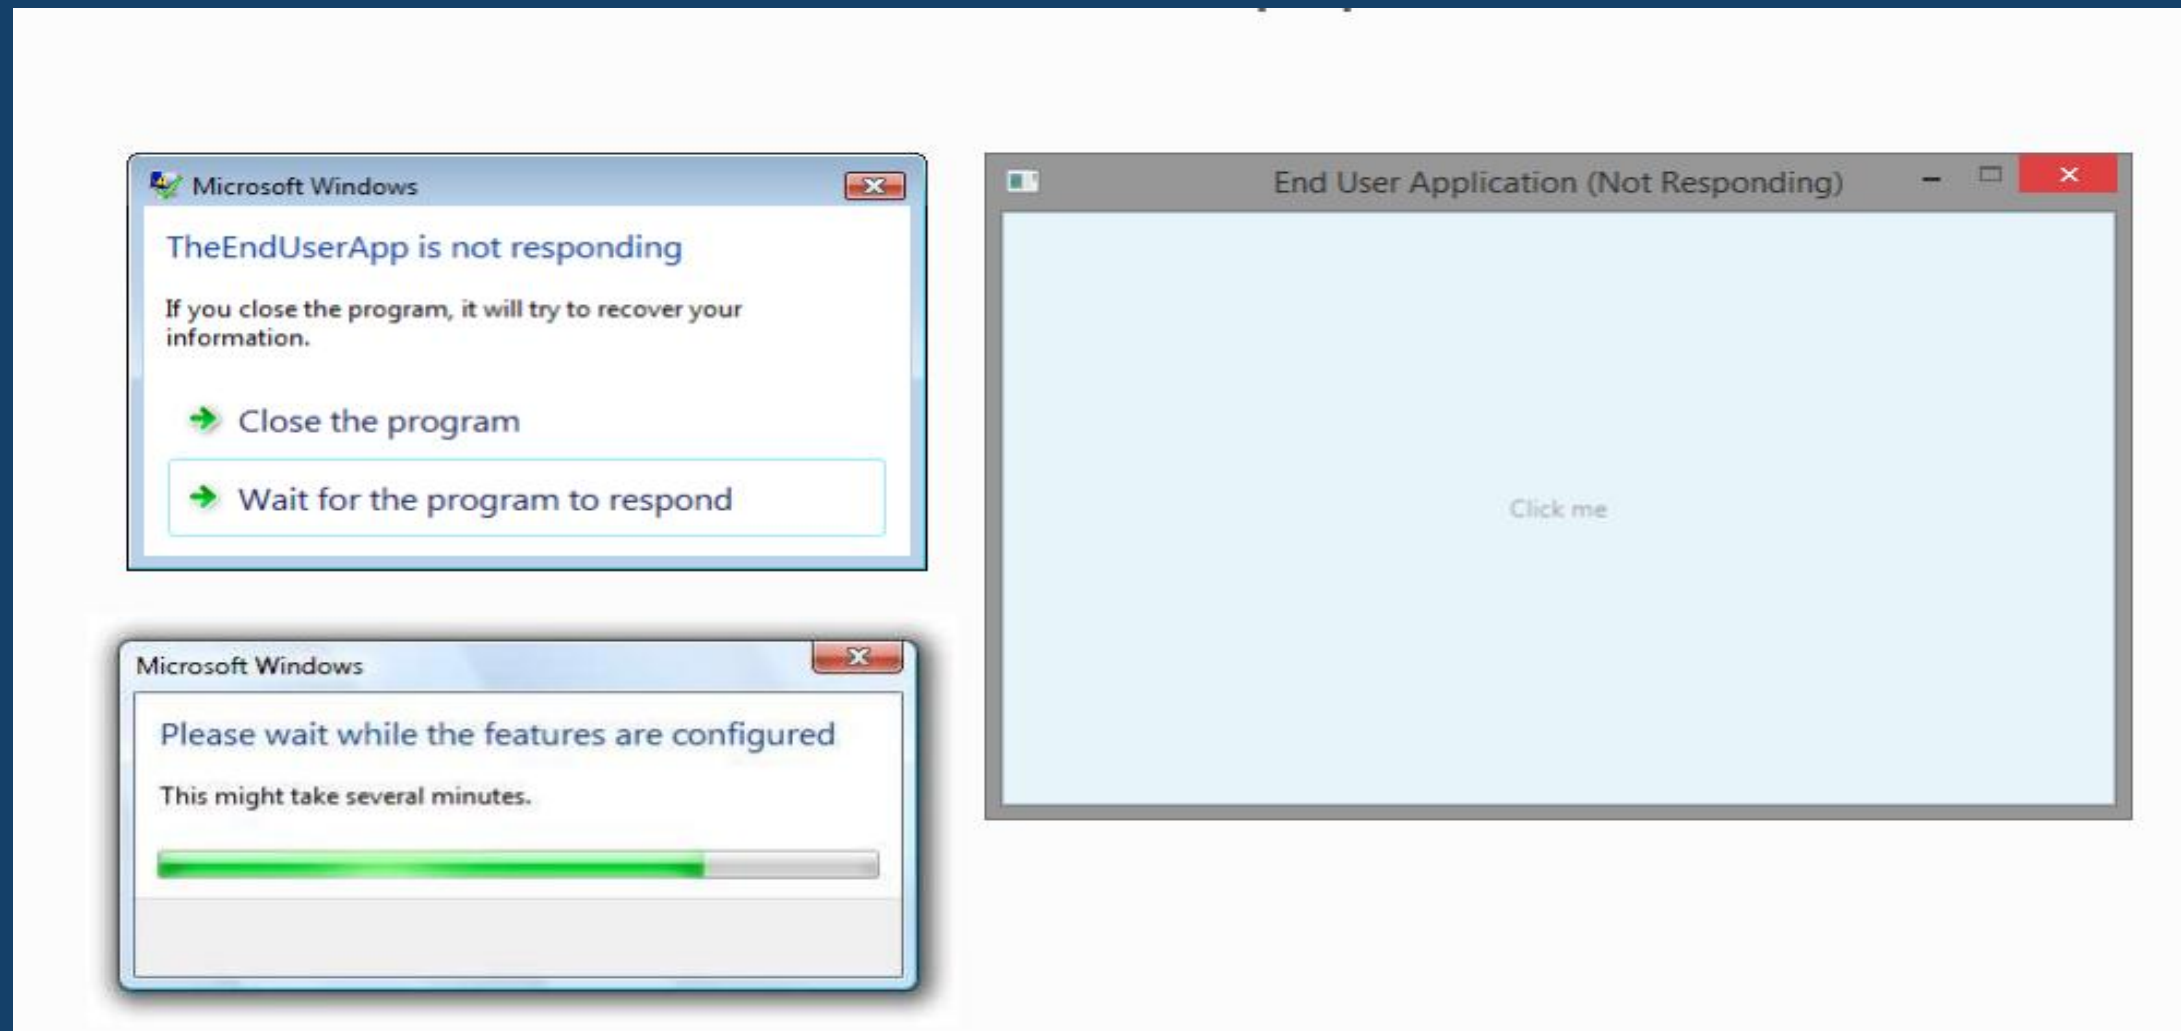 Microsoft Windows
TheEndUserApp is not responding
If you close the program, it will try to recover your
information.
Close the program
Wait for the program to respond
End User Application (Not Responding)
Click me
Microsoft Windows
Please wait while the features are configured
This might take several minutes.